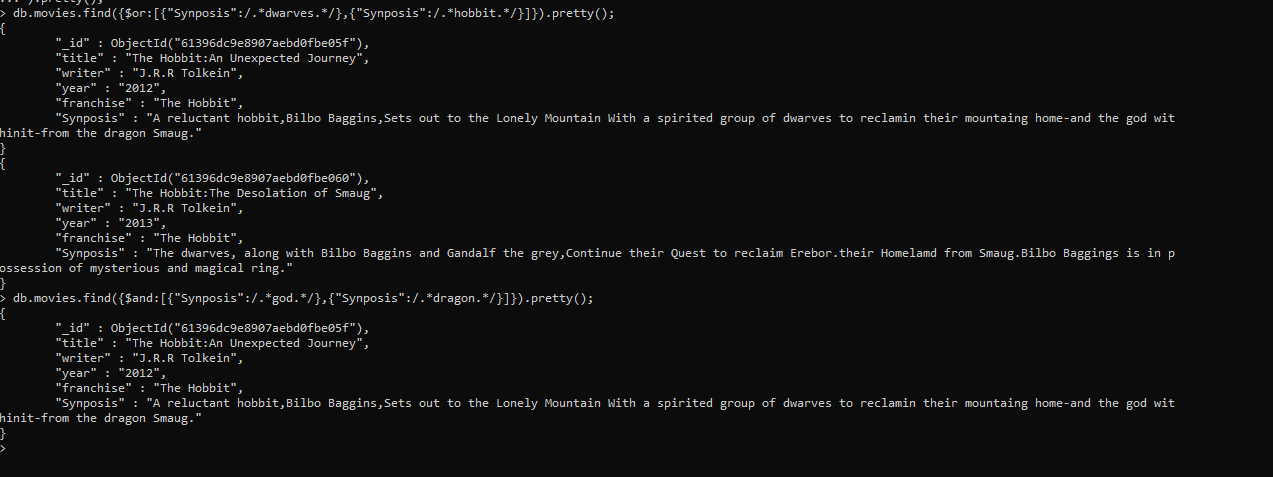 ... ).pretty();
> db.movies.find({$or:[{"Synposis":/.*dwarves.*/},{"Synposis":/.*hobbit.*/}]}).pretty();
{
"_id" : ObjectId("61396dc9e8907aebd0fbe05f"),
"title" : "The Hobbit:An Unexpected Journey",
"writer" : "J.R.R Tolkein",
"year" : "2012",
"franchise" : "The Hobbit",
"Synposis" : "A reluctant hobbit,Bilbo Baggins,Sets out to the Lonely Mountain With a spirited group of dwarves to reclamin their mountaing home-and the god wit
hinit-from the dragon Smaug."
}
{
"_id" : ObjectId("61396dc9e8907aebd0fbe060"),
"title" : "The Hobbit:The Desolation of Smaug",
"writer" : "J.R.R Tolkein",
"year" : "2013",
"franchise" : "The Hobbit",
"Synposis" : "The dwarves, along with Bilbo Baggins and Gandalf the grey,Continue their Quest to reclaim Erebor.their Homelamd from Smaug.Bilbo Baggings is in p
ossession of mysterious and magical ring."
}
> db.movies.find({$and:[{"Synposis":/.*god.*/},{"Synposis":/.*dragon.*/}]}).pretty();
{
"_id" : ObjectId("61396dc9e8907aebd0fbe05f"),
"title" : "The Hobbit:An Unexpected Journey",
"writer" : "J.R.R Tolkein",
"year" : "2012",
"franchise" : "The Hobbit",
"Synposis" : "A reluctant hobbit,Bilbo Baggins,Sets out to the Lonely Mountain With a spirited group of dwarves to reclamin their mountaing home-and the god wit
hinit-from the dragon Smaug."
}
>